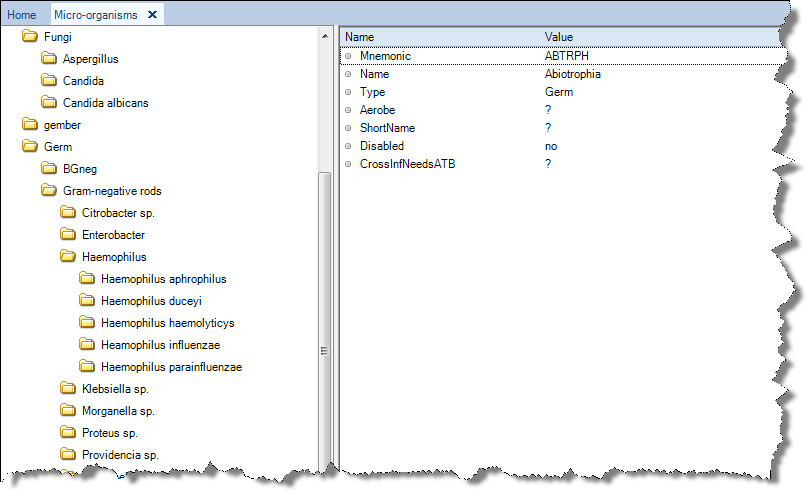 Home Micro-organisms
Fungi
Aspergillus
Candida
Candida albicans
gember
Germ
BGneg
Gram-negative rods
Citrobacter sp.
Enterobacter
Haemophilus
Haemophilus aphrophilus
Haemophilus duceyi
Haemophilus haemolyticys
Heamophilus influenzae
Haemophilus parainfluenzae
Klebsiella sp.
Morganella sp.
Proteus sp.
Providencia sp.
Name Value
Mnemonic ABTRPH
Name Abiotrophia
Type Germ
Aerobe ?
ShortName ?
Disabled no
CrossInfNeedsATB ?